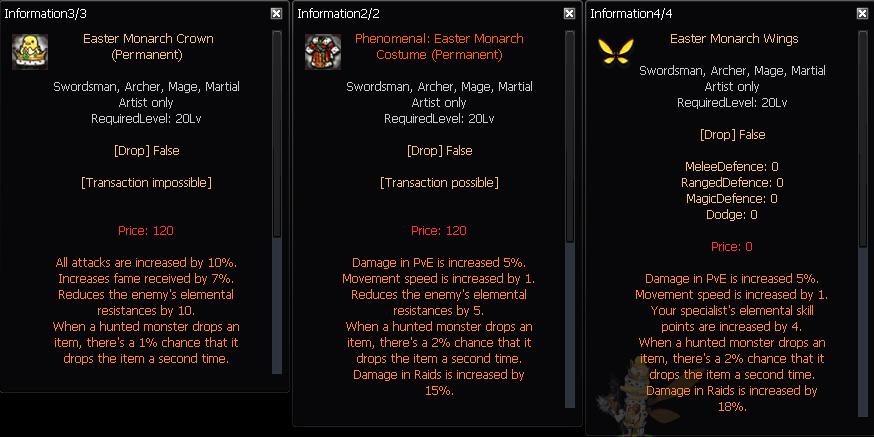 Information3/3
Easter Monarch Crown
(Permanent)
Swordsman, Archer, Mage, Martial
Artist only
RequiredLevel: 20Lv
[Drop] False
[Transaction impossible]
Price: 120
All attacks are increased by 10%.
Increases fame received by 7%.
Reduces the enemy's elemental
resistances by 10.
When a hunted monster drops an
item, there's a 1% chance that it
drops the item a second time.
Information2/2
Phenomenal: Easter Monarch
Costume (Permanent)
Swordsman, Archer, Mage, Martial
Artist only
RequiredLevel: 20Lv
[Drop] False
[Transaction possible]
Price: 120
Damage in PvE is increased 5%.
Movement speed is increased by 1.
Reduces the enemy's elemental
resistances by 5.
When a hunted monster drops an
item, there's a 2% chance that it
drops the item a second time.
Damage in Raids is increased by
15%.
Information4/4
Easter Monarch Wings
Swordsman, Archer, Mage, Martial
Artist only
RequiredLevel: 20Lv
[Drop] False
MeleeDefence: 0
RangedDefence: 0
MagicDefence: 0
Dodge: 0
Price: 0
Damage in PvE is increased 5%.
Movement speed is increased by 1.
Your specialist's elemental skill
points are increased by 4.
When a hunted monster drops an
item, there's a 2% chance that it
drops the item a second time.
Damage in Raids is increased by
18%.